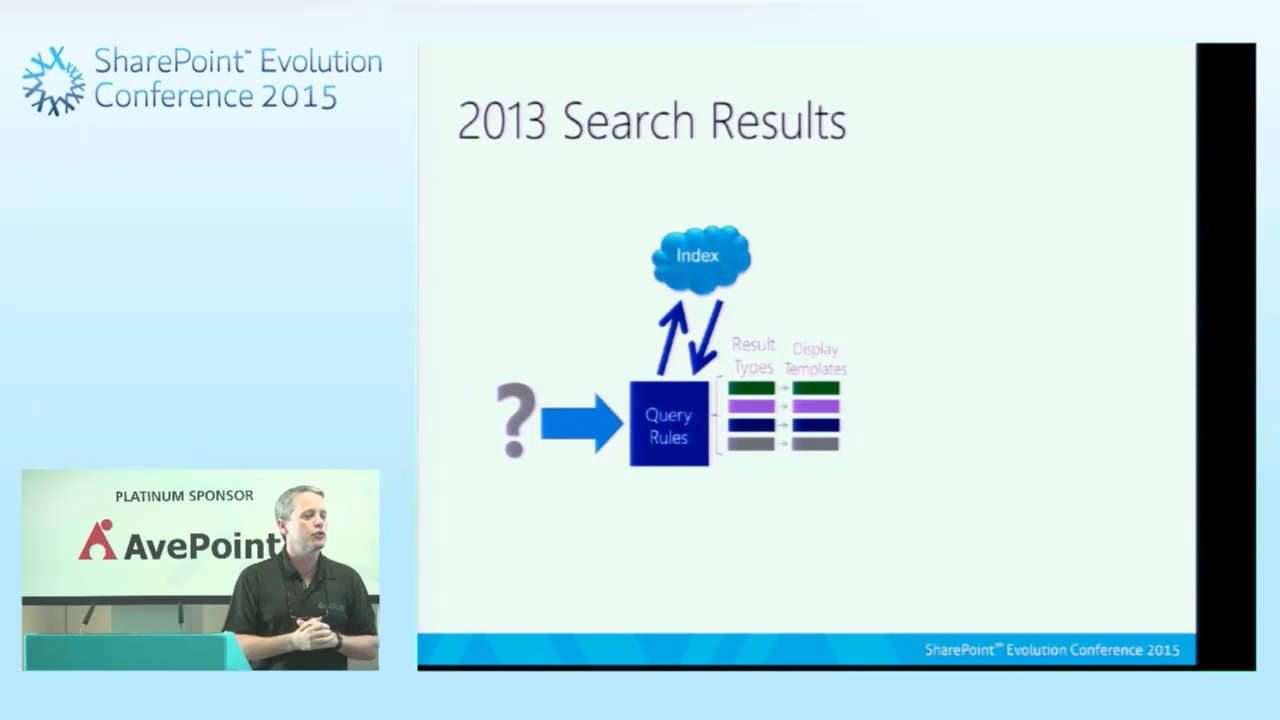 SharePoint™ Evolution
Conference 2015
2013 Search Results
Index
Result
Types
Display
Templates
?
Query
Rules
PLATINUM SPONSOR
AvePoint
SharePoint™ Evolution Conference 2015